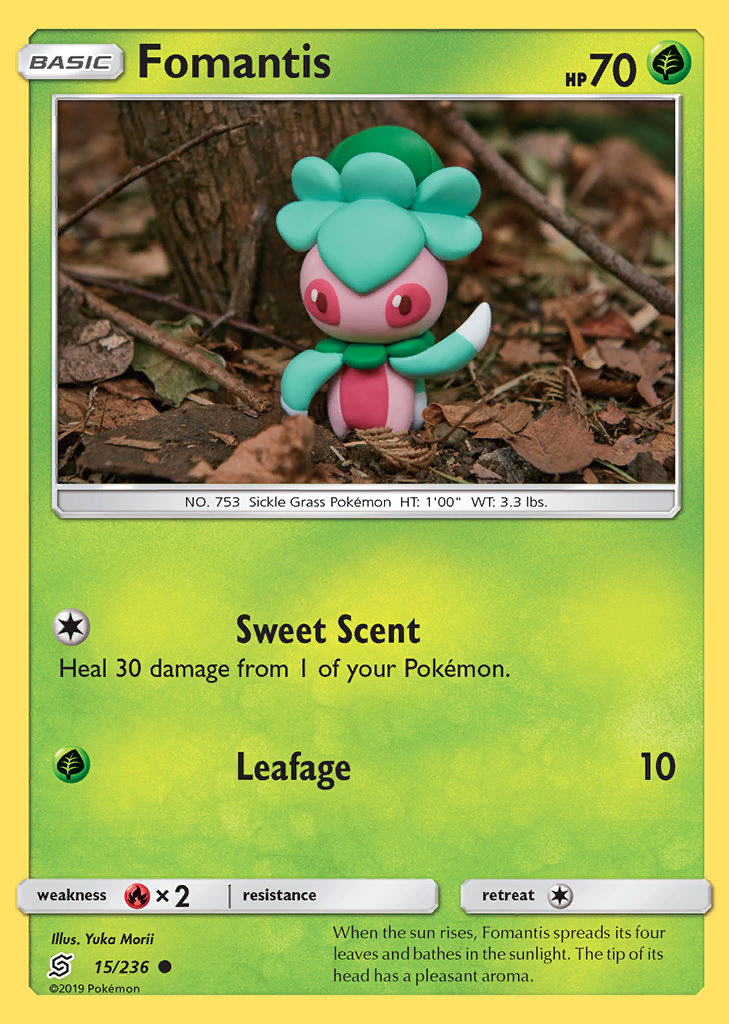 BASIC Fomantis HP70
NO. 753 Sickle Grass Pokémon HT: 1'00" WT: 3.3 lbs.
Sweet Scent
Heal 30 damage from 1 of your Pokémon.
Leafage 10
weakness ×2 resistance retreat
Illus. Yuka Morii
15/236
©2019 Pokémon
When the sun rises, Fomantis spreads its four
leaves and bathes in the sunlight. The tip of its
head has a pleasant aroma.